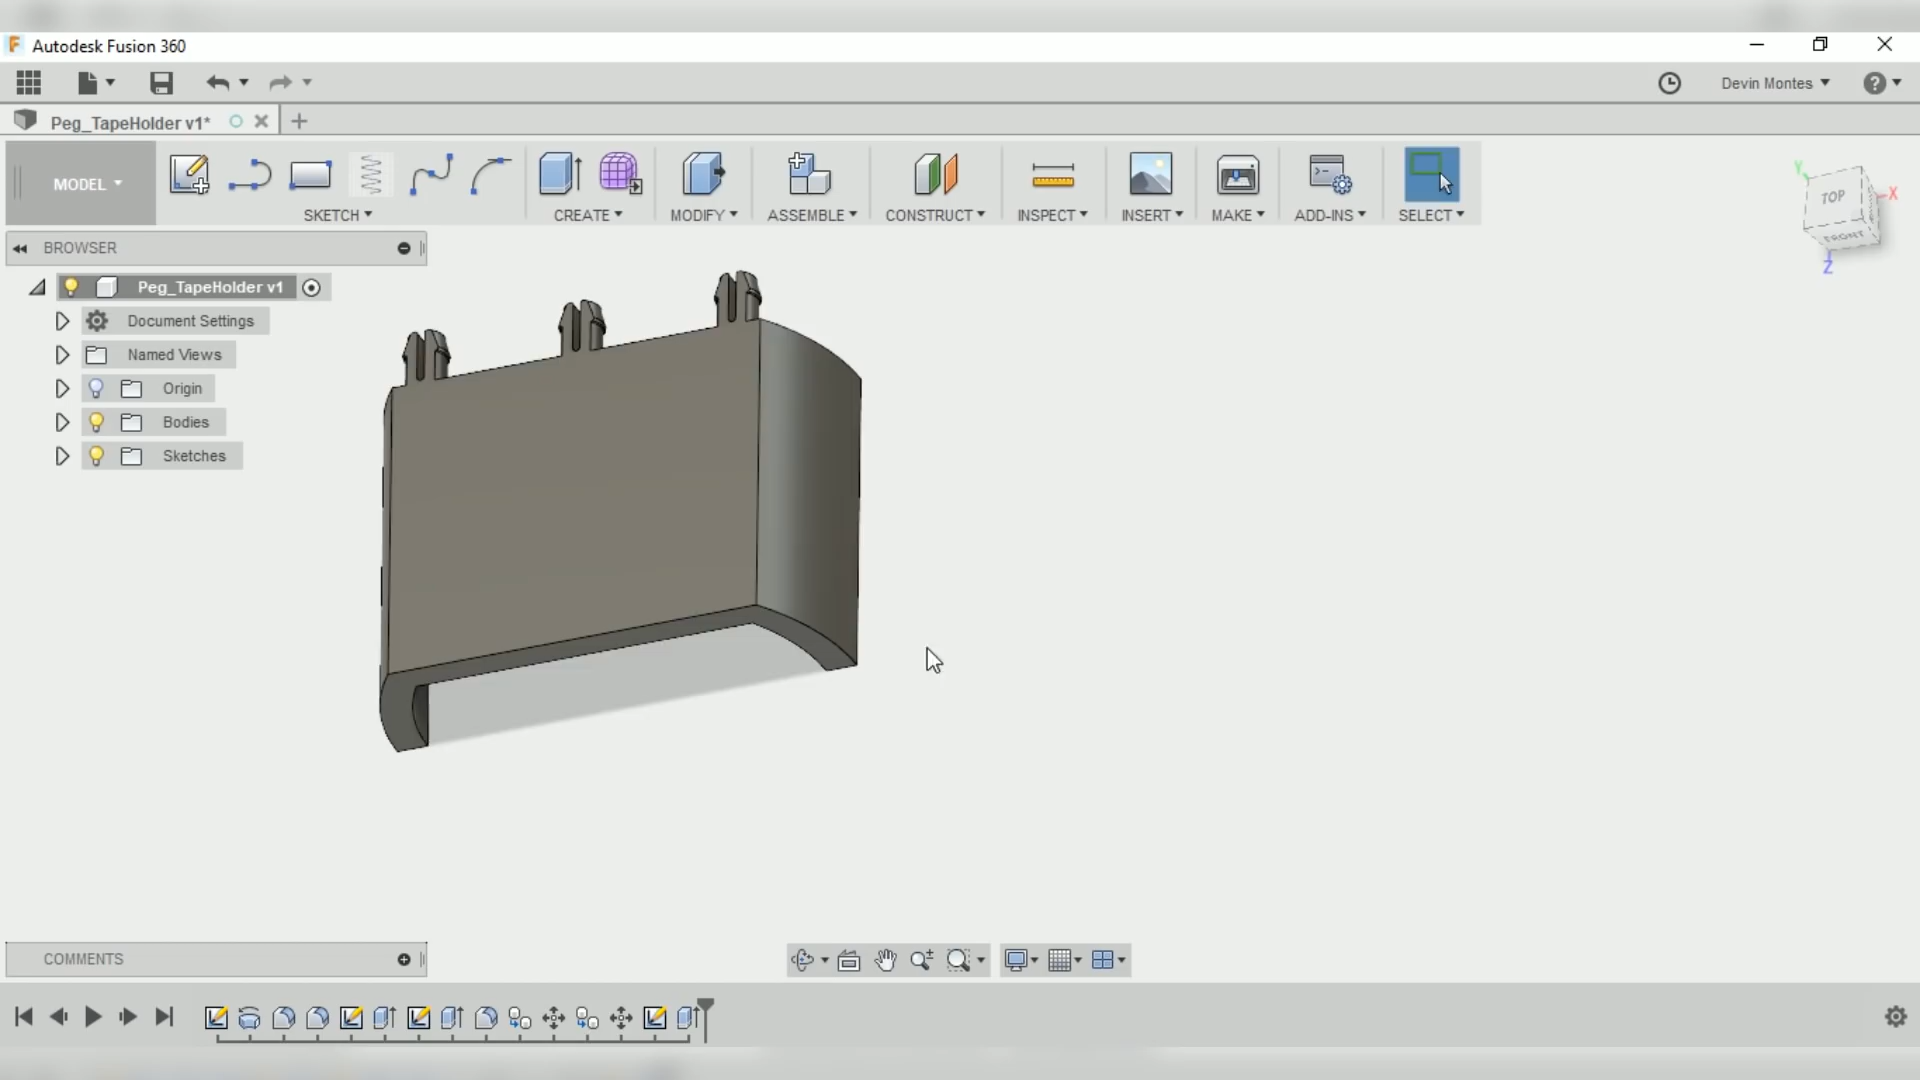 Autodesk Fusion 360
Devin Montes
Peg_TapeHolder v1*
MODEL
SKETCH
CREATE
MODIFY
ASSEMBLE
CONSTRUCT
INSPECT
INSERT
MAKE
ADD-INS
SELECT
Y
TOP
X
FRONT
Z
BROWSER
Peg_TapeHolder v1
Document Settings
Named Views
Origin
Bodies
Sketches
COMMENTS